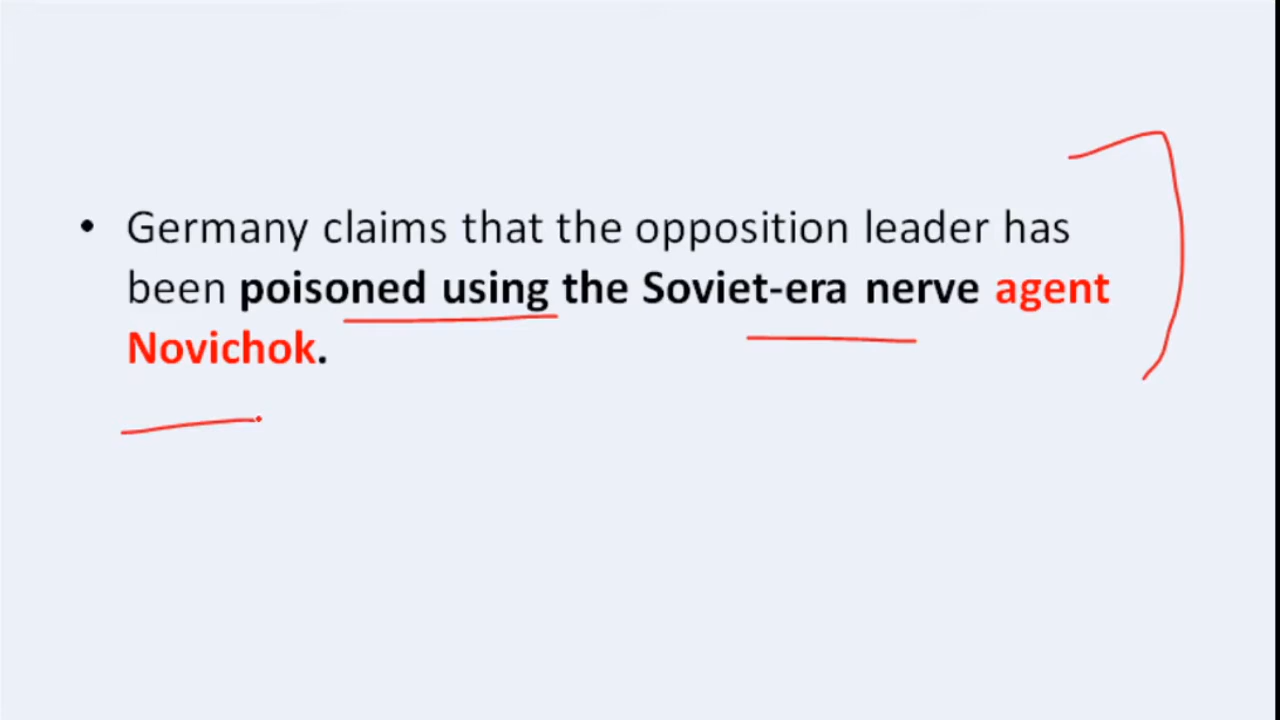 • Germany claims that the opposition leader has
been poisoned using the Soviet-era nerve agent
Novichok.